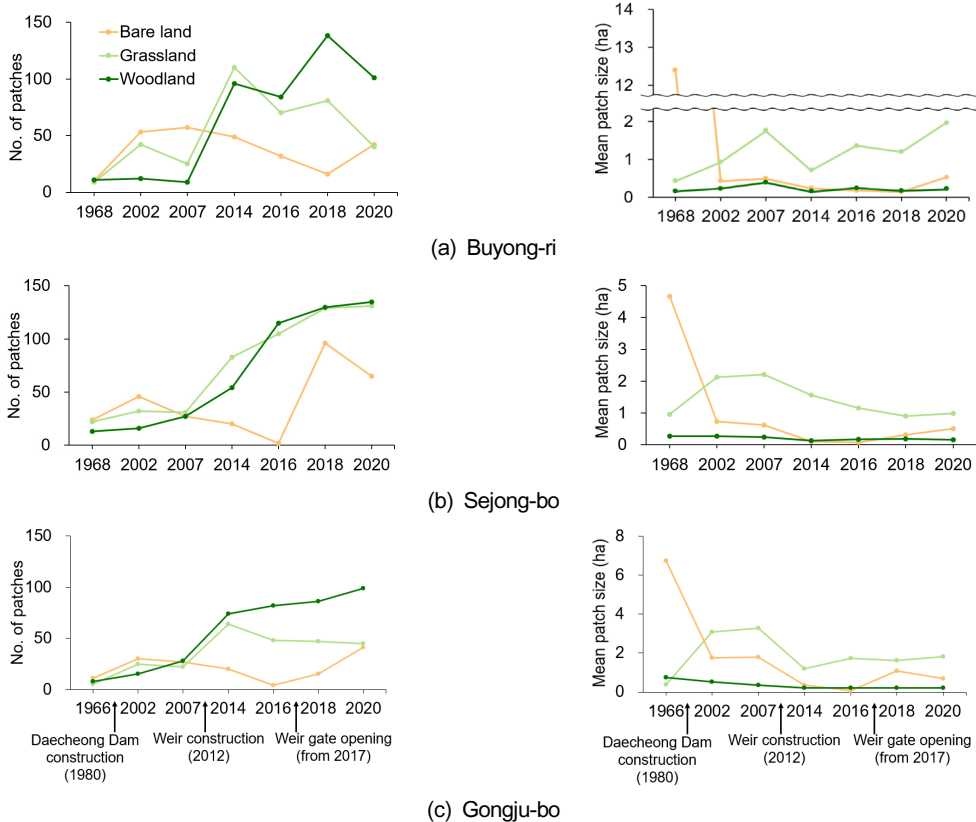 No. of patches
150
100
50
0
Bare land
Grassland
Woodland
1968 2002 2007 2014 2016 2018 2020
Mean patch size (ha)
14
13
12
2
1
0
1968 2002 2007 2014 2016 2018 2020
(a) Buyong-ri
No. of patches
150
100
50
0
1968 2002 2007 2014 2016 2018 2020
Mean patch size (ha)
5
4
3
2
1
0
1968 2002 2007 2014 2016 2018 2020
(b) Sejong-bo
No. of patches
150
100
50
0
1966 2002 2007 2014 2016 2018 2020
Daecheong Dam
construction
(1980)
Weir construction
(2012)
Weir gate opening
(from 2017)
Mean patch size (ha)
8
6
4
2
0
1966 2002 2007 2014 2016 2018 2020
Daecheong Dam
construction
(1980)
Weir construction
(2012)
Weir gate opening
(from 2017)
(c) Gongju-bo